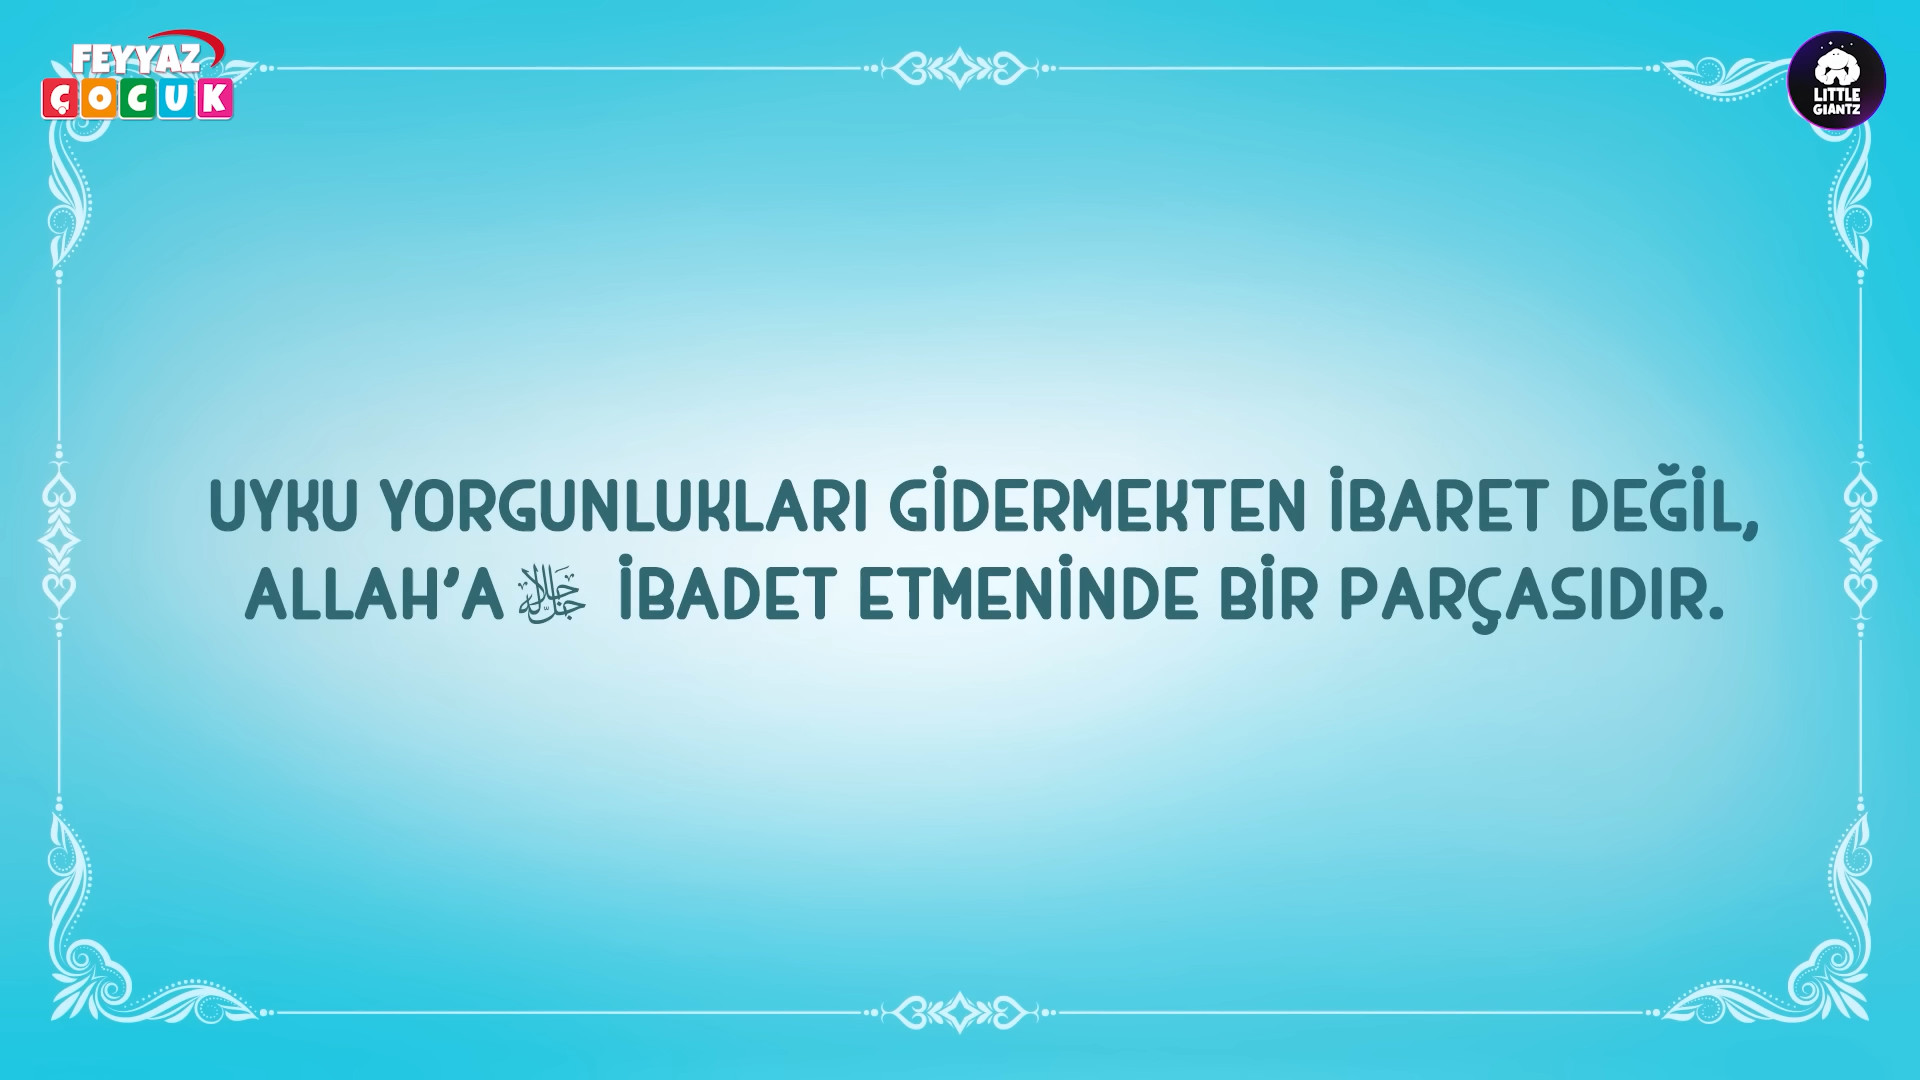 FEYYAZ
ÇOCUK
LITTLE
GIANTZ
UYKU YORGUNLUKLARI GİDERMEKTEN İBARET DEĞİL,
ALLAH'A ﷻ İBADET ETMENİNDE BİR PARÇASIDIR.